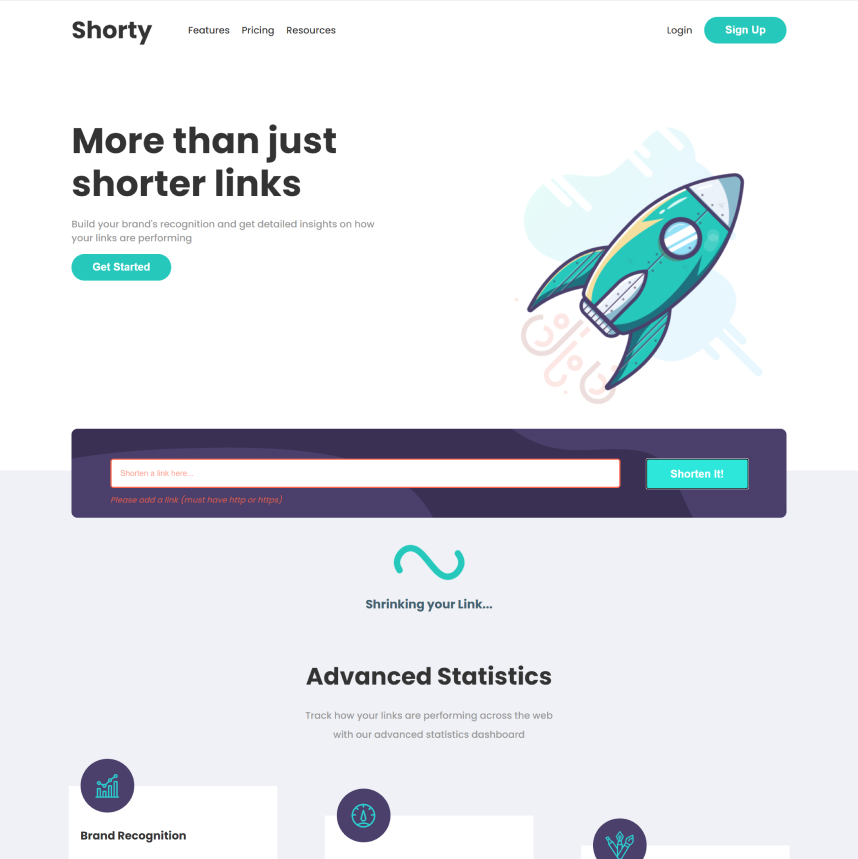 Shorty
Features Pricing Resources
Login
Sign Up
More than just
shorter links
Build your brand's recognition and get detailed insights on how
your links are performing
Get Started
Shorten a link here...
Shorten It!
Please add a link (must have http or https)
Shrinking your Link...
Advanced Statistics
Track how your links are performing across the web
with our advanced statistics dashboard
Brand Recognition